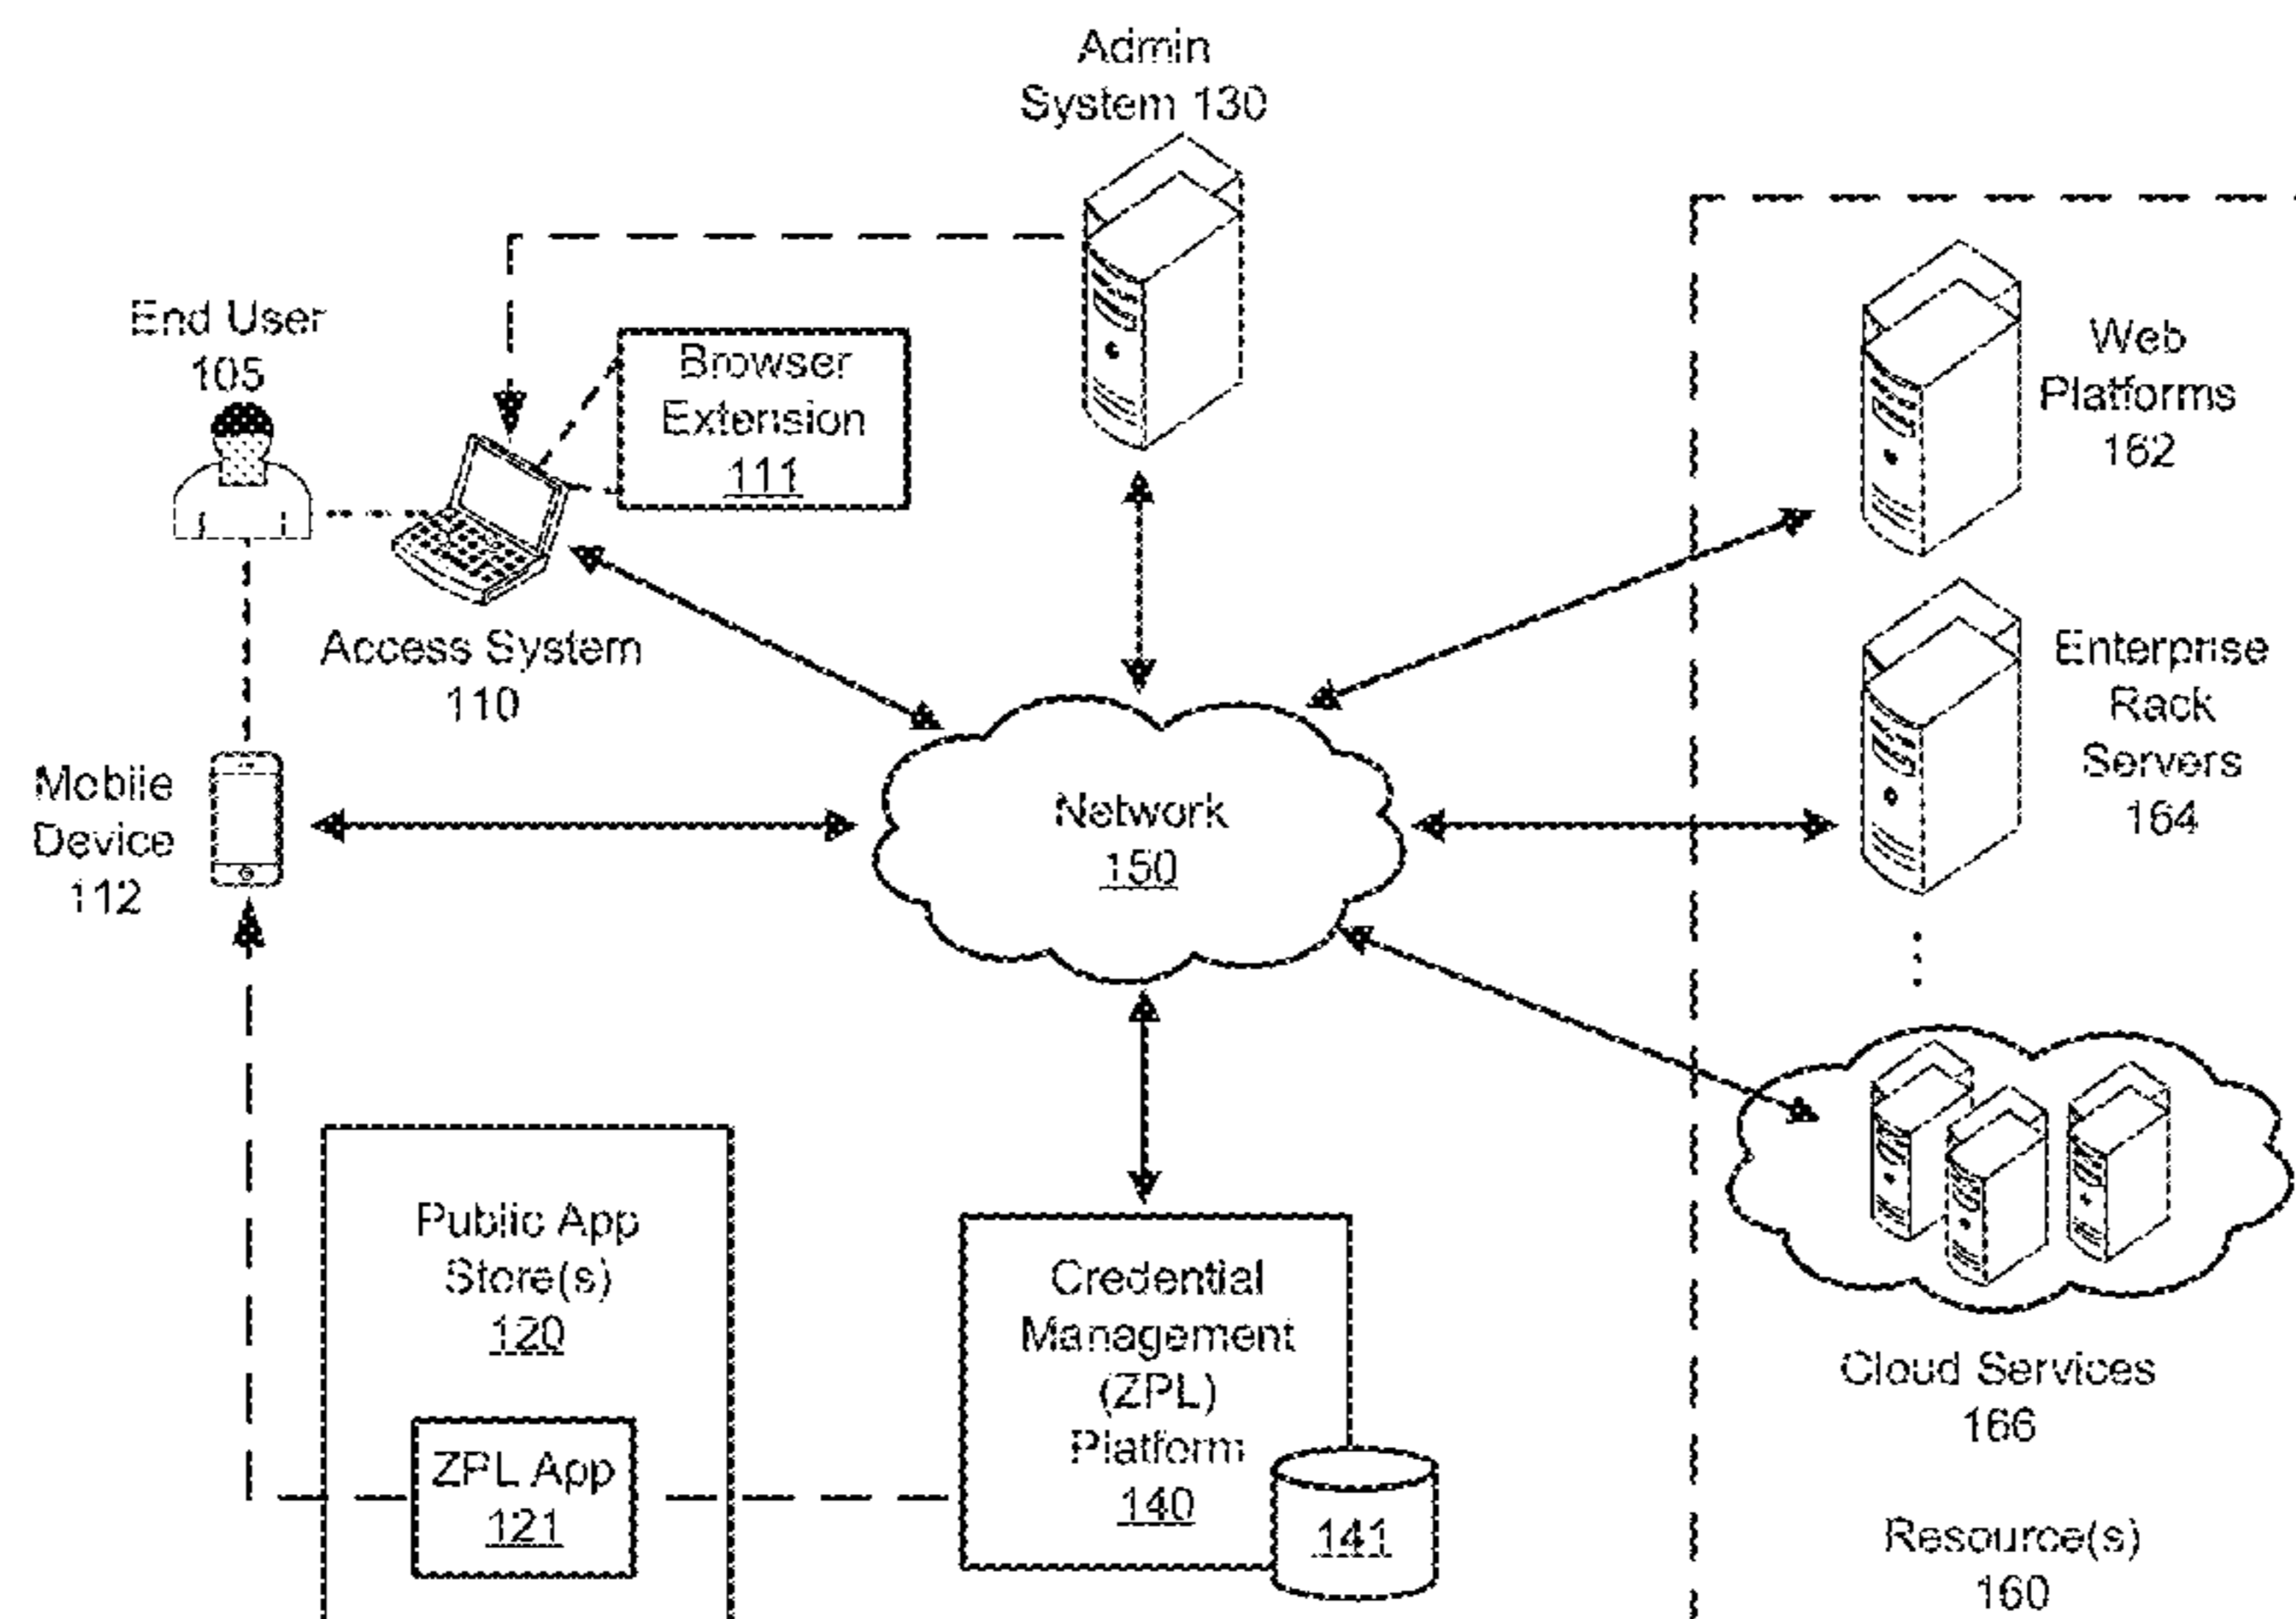 Admin
System 130
End User
105
Browser
Extension
111
Web
Platforms
162
Access System
110
Enterprise
Rack
Servers
164
Mobile
Device
112
Network
150
Public App
Store(s)
120
ZPL App
121
Credential
Management
(ZPL)
Platform
140
141
Cloud Services
166
Resource(s)
160